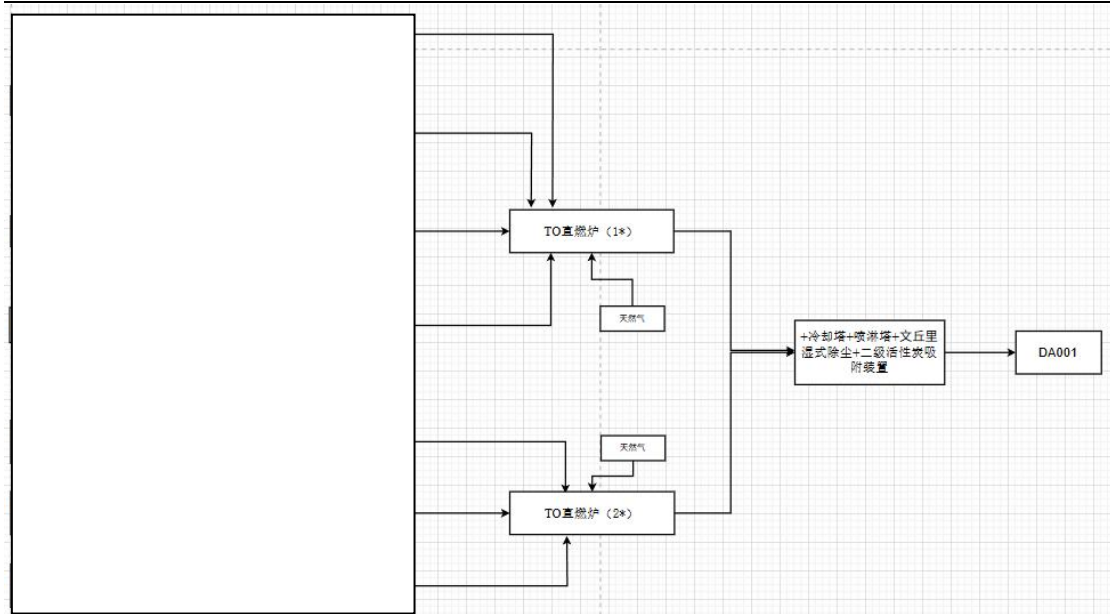 TO直燃炉（1*）
天然气
+冷却塔+喷淋塔+文丘里
湿式除尘+二级活性炭吸
附装置
DA001
天然气
TO直燃炉（2*）